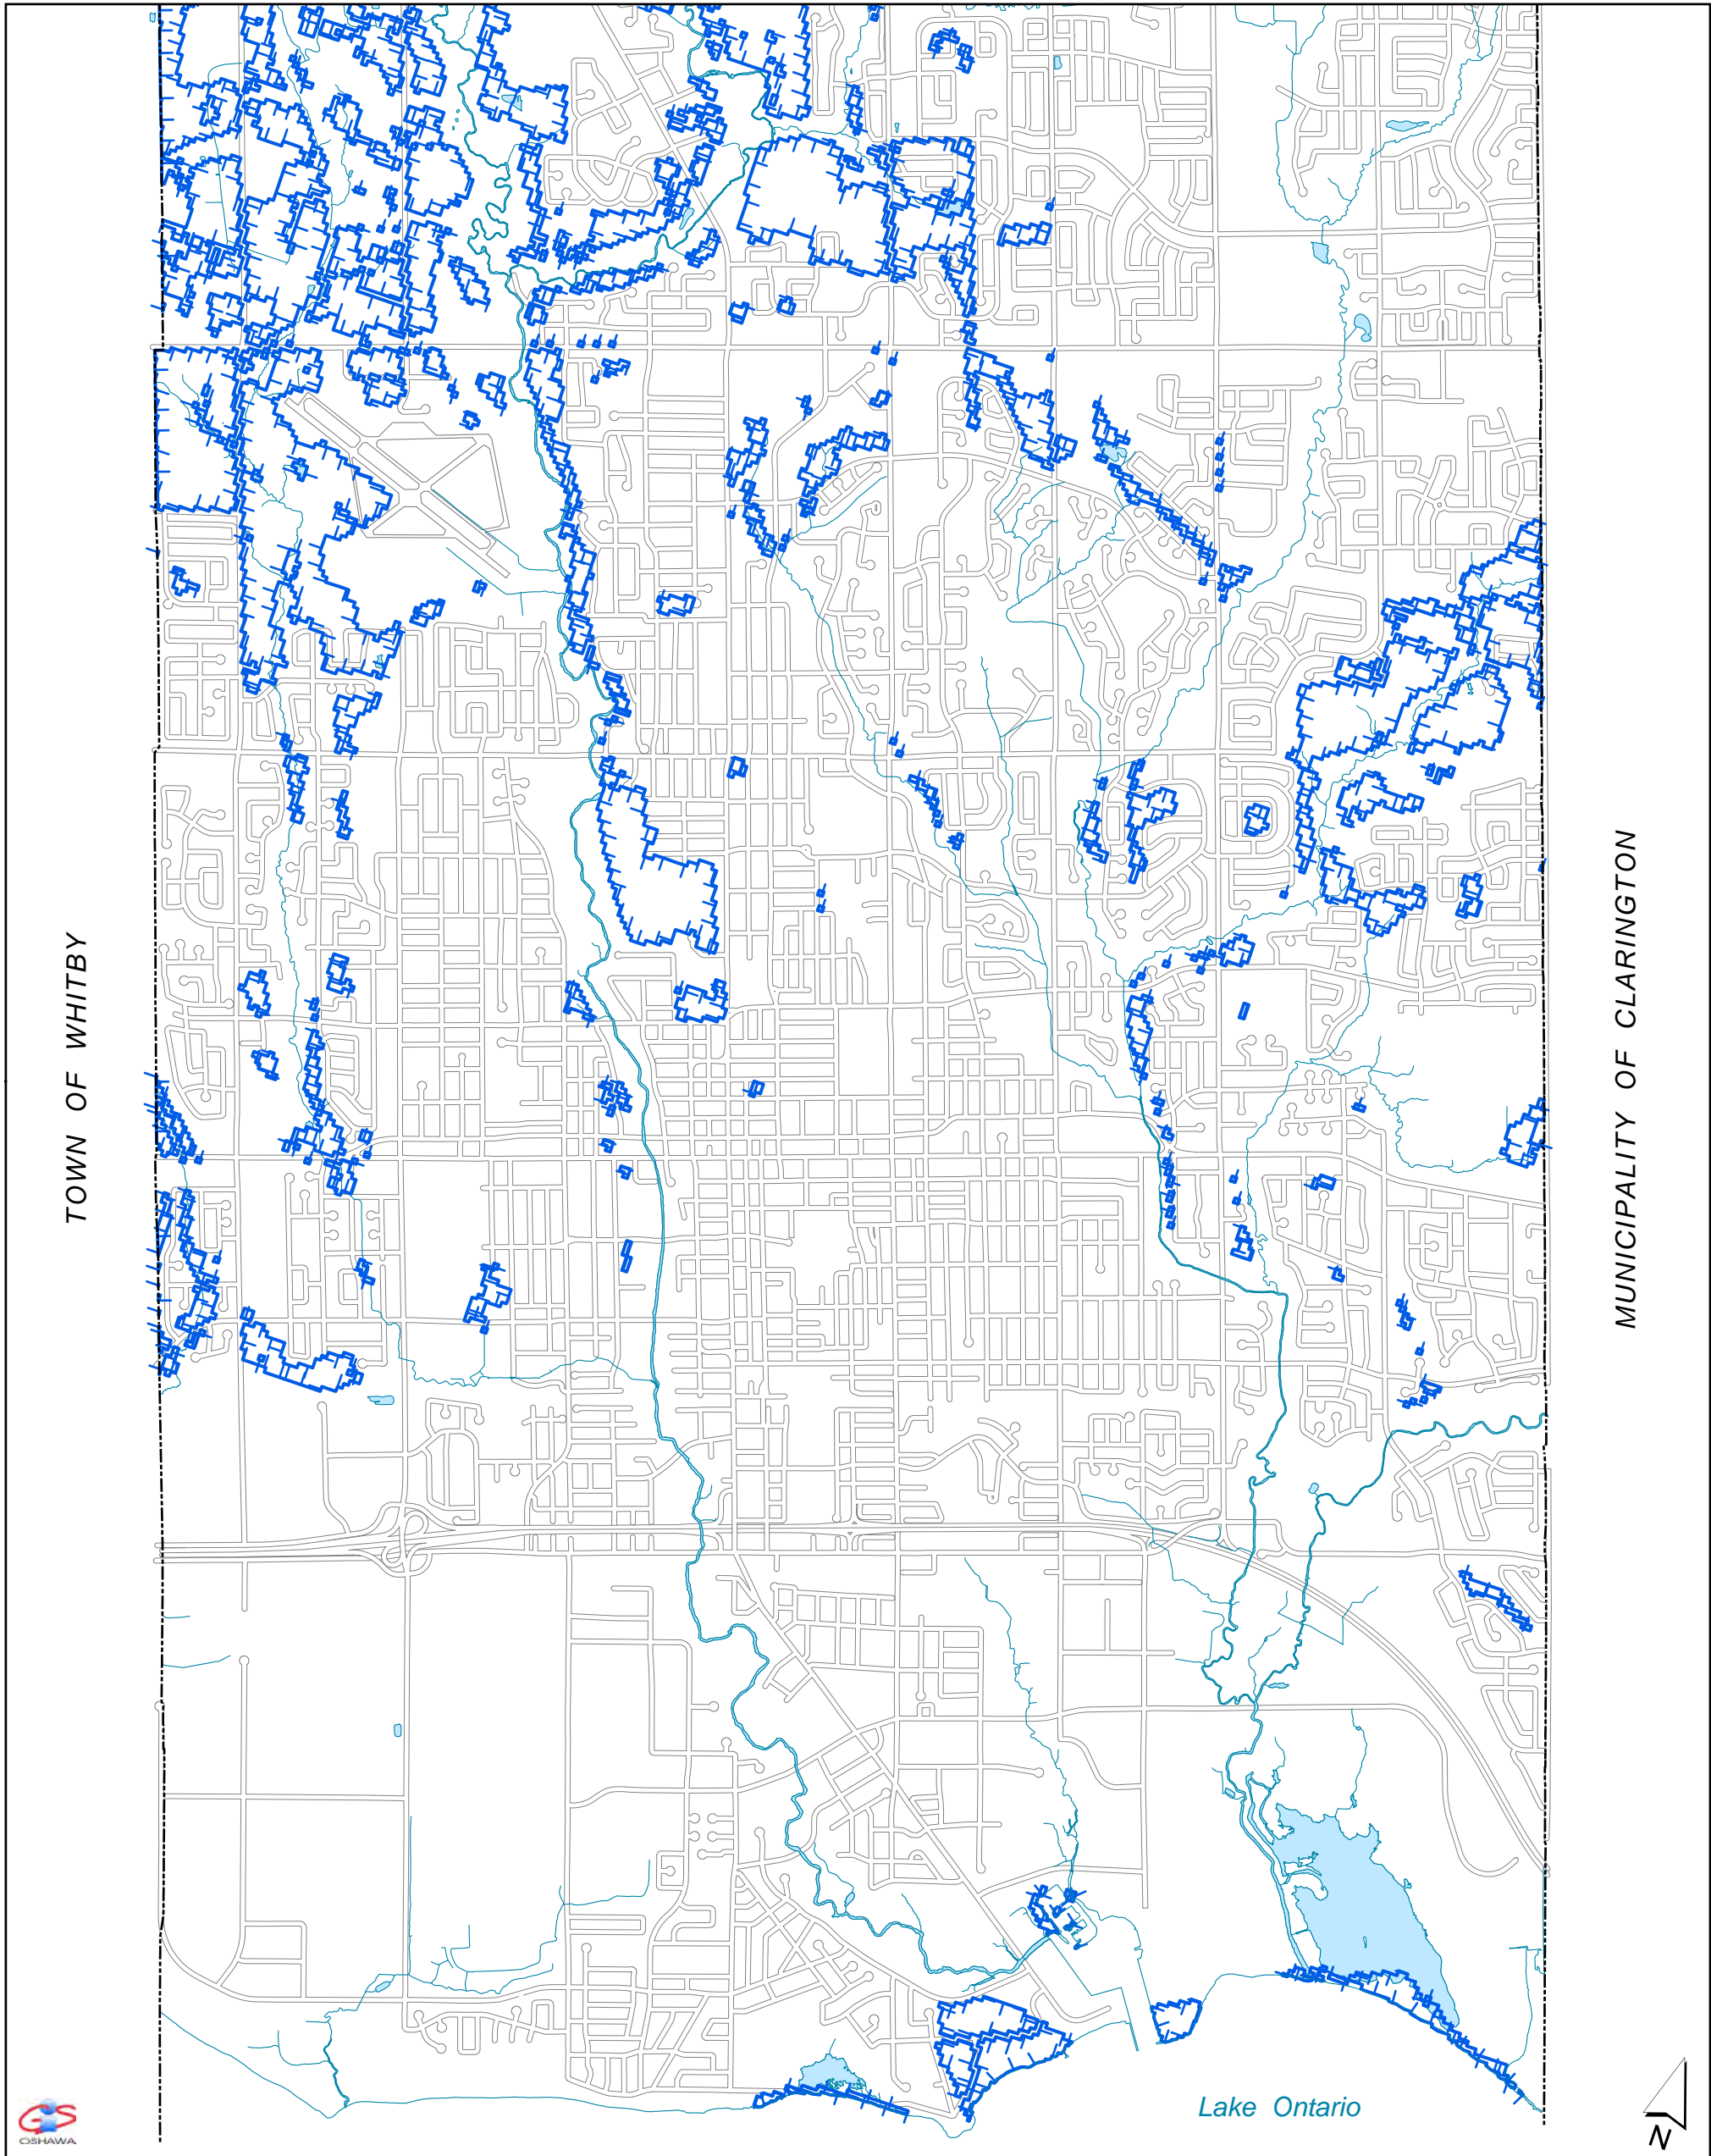 TOWN OF WHITBY
MUNICIPALITY OF CLARINGTON
Lake Ontario
GiS
OSHAWA
N